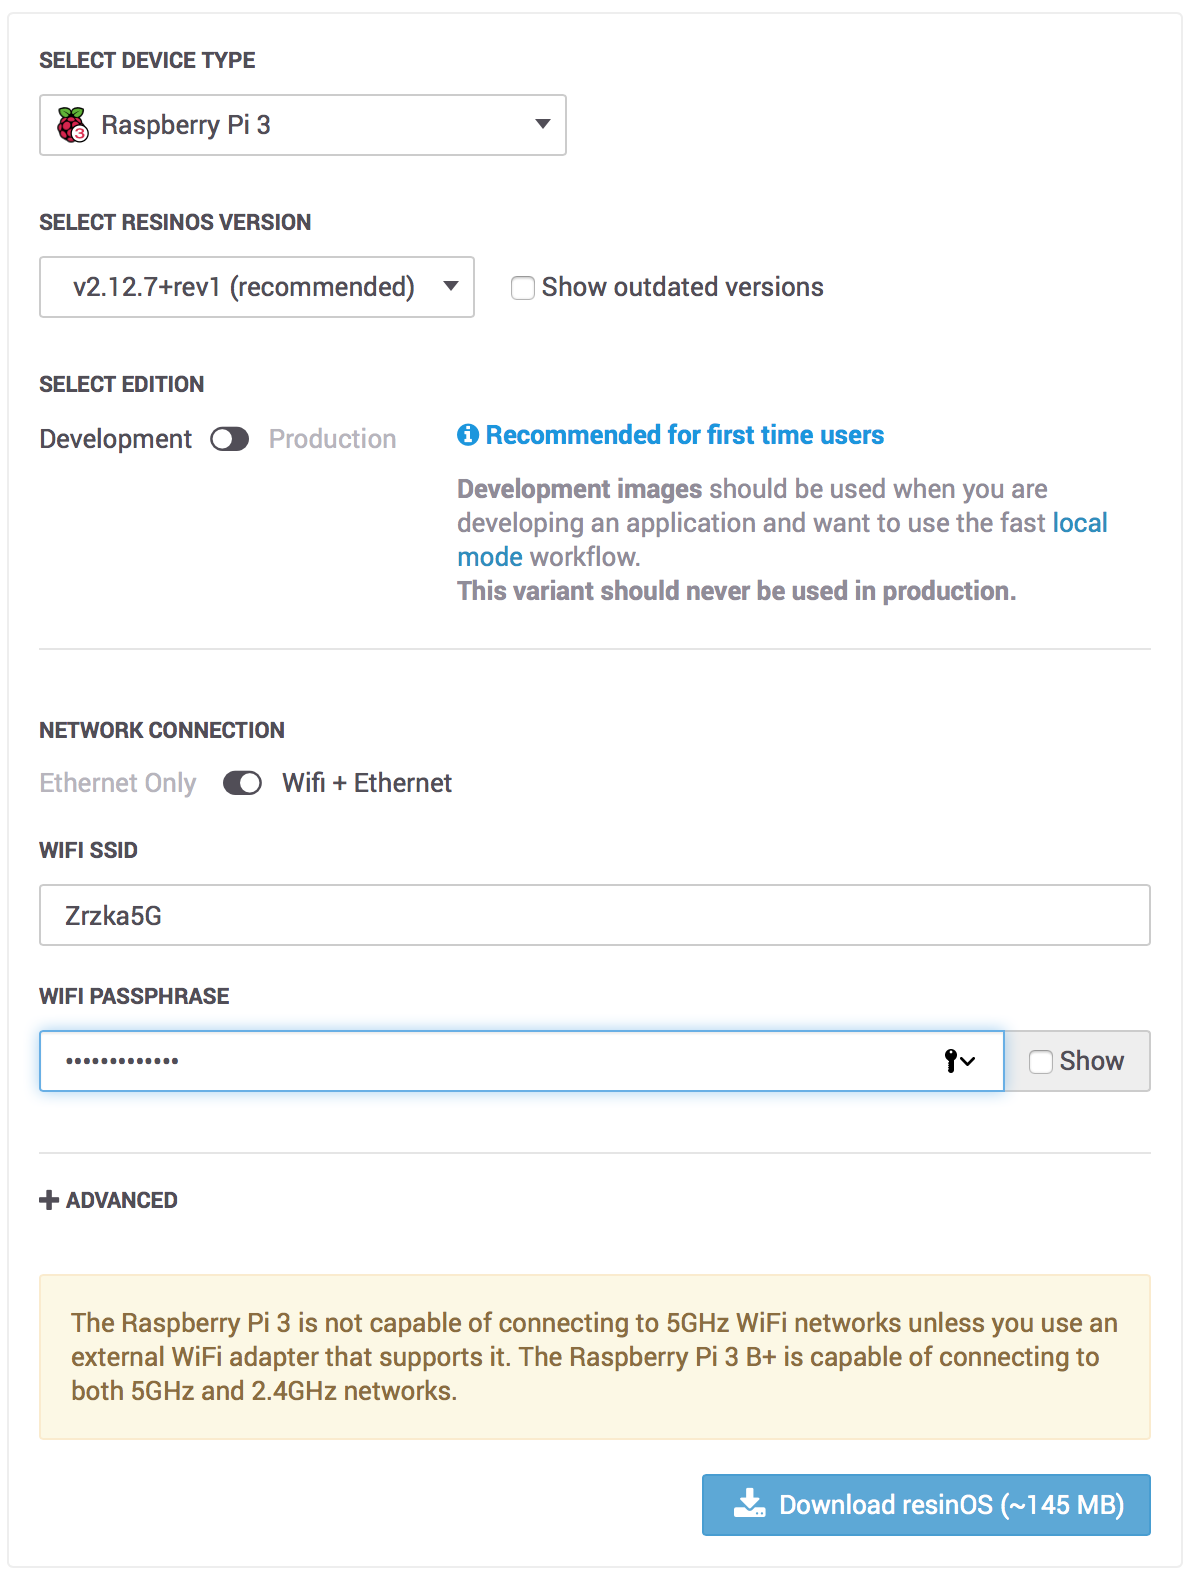 SELECT DEVICE TYPE
3 Raspberry Pi 3
SELECT RESINOS VERSION
v2.12.7+rev1 (recommended) Show outdated versions
SELECT EDITION
Development Production
Recommended for first time users
Development images should be used when you are
developing an application and want to use the fast local
mode workflow.
This variant should never be used in production.
NETWORK CONNECTION
Ethernet Only Wifi + Ethernet
WIFI SSID
Zrzka5G
WIFI PASSPHRASE
•••••••••••••
Show
ADVANCED
The Raspberry Pi 3 is not capable of connecting to 5GHz WiFi networks unless you use an
external WiFi adapter that supports it. The Raspberry Pi 3 B+ is capable of connecting to
both 5GHz and 2.4GHz networks.
Download resinOS (~145 MB)